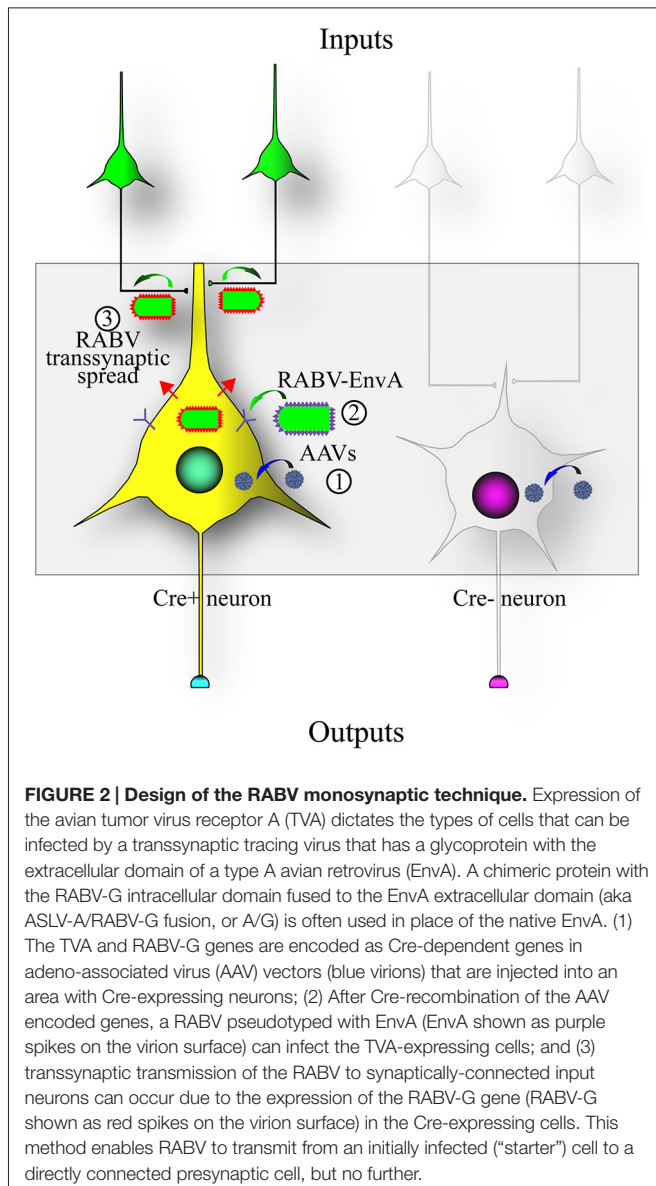 Inputs
③
RABV
transsynaptic
spread
RABV-EnvA
②
AAVs
①
Cre+ neuron
Cre- neuron
Outputs
FIGURE 2 | Design of the RABV monosynaptic technique. Expression of
the avian tumor virus receptor A (TVA) dictates the types of cells that can be
infected by a transsynaptic tracing virus that has a glycoprotein with the
extracellular domain of a type A avian retrovirus (EnvA). A chimeric protein with
the RABV-G intracellular domain fused to the EnvA extracellular domain (aka
ASLV-A/RABV-G fusion, or A/G) is often used in place of the native EnvA. (1)
The TVA and RABV-G genes are encoded as Cre-dependent genes in
adeno-associated virus (AAV) vectors (blue virions) that are injected into an
area with Cre-expressing neurons; (2) After Cre-recombination of the AAV
encoded genes, a RABV pseudotyped with EnvA (EnvA shown as purple
spikes on the virion surface) can infect the TVA-expressing cells; and (3)
transsynaptic transmission of the RABV to synaptically-connected input
neurons can occur due to the expression of the RABV-G gene (RABV-G
shown as red spikes on the virion surface) in the Cre-expressing cells. This
method enables RABV to transmit from an initially infected (“starter”) cell to a
directly connected presynaptic cell, but no further.